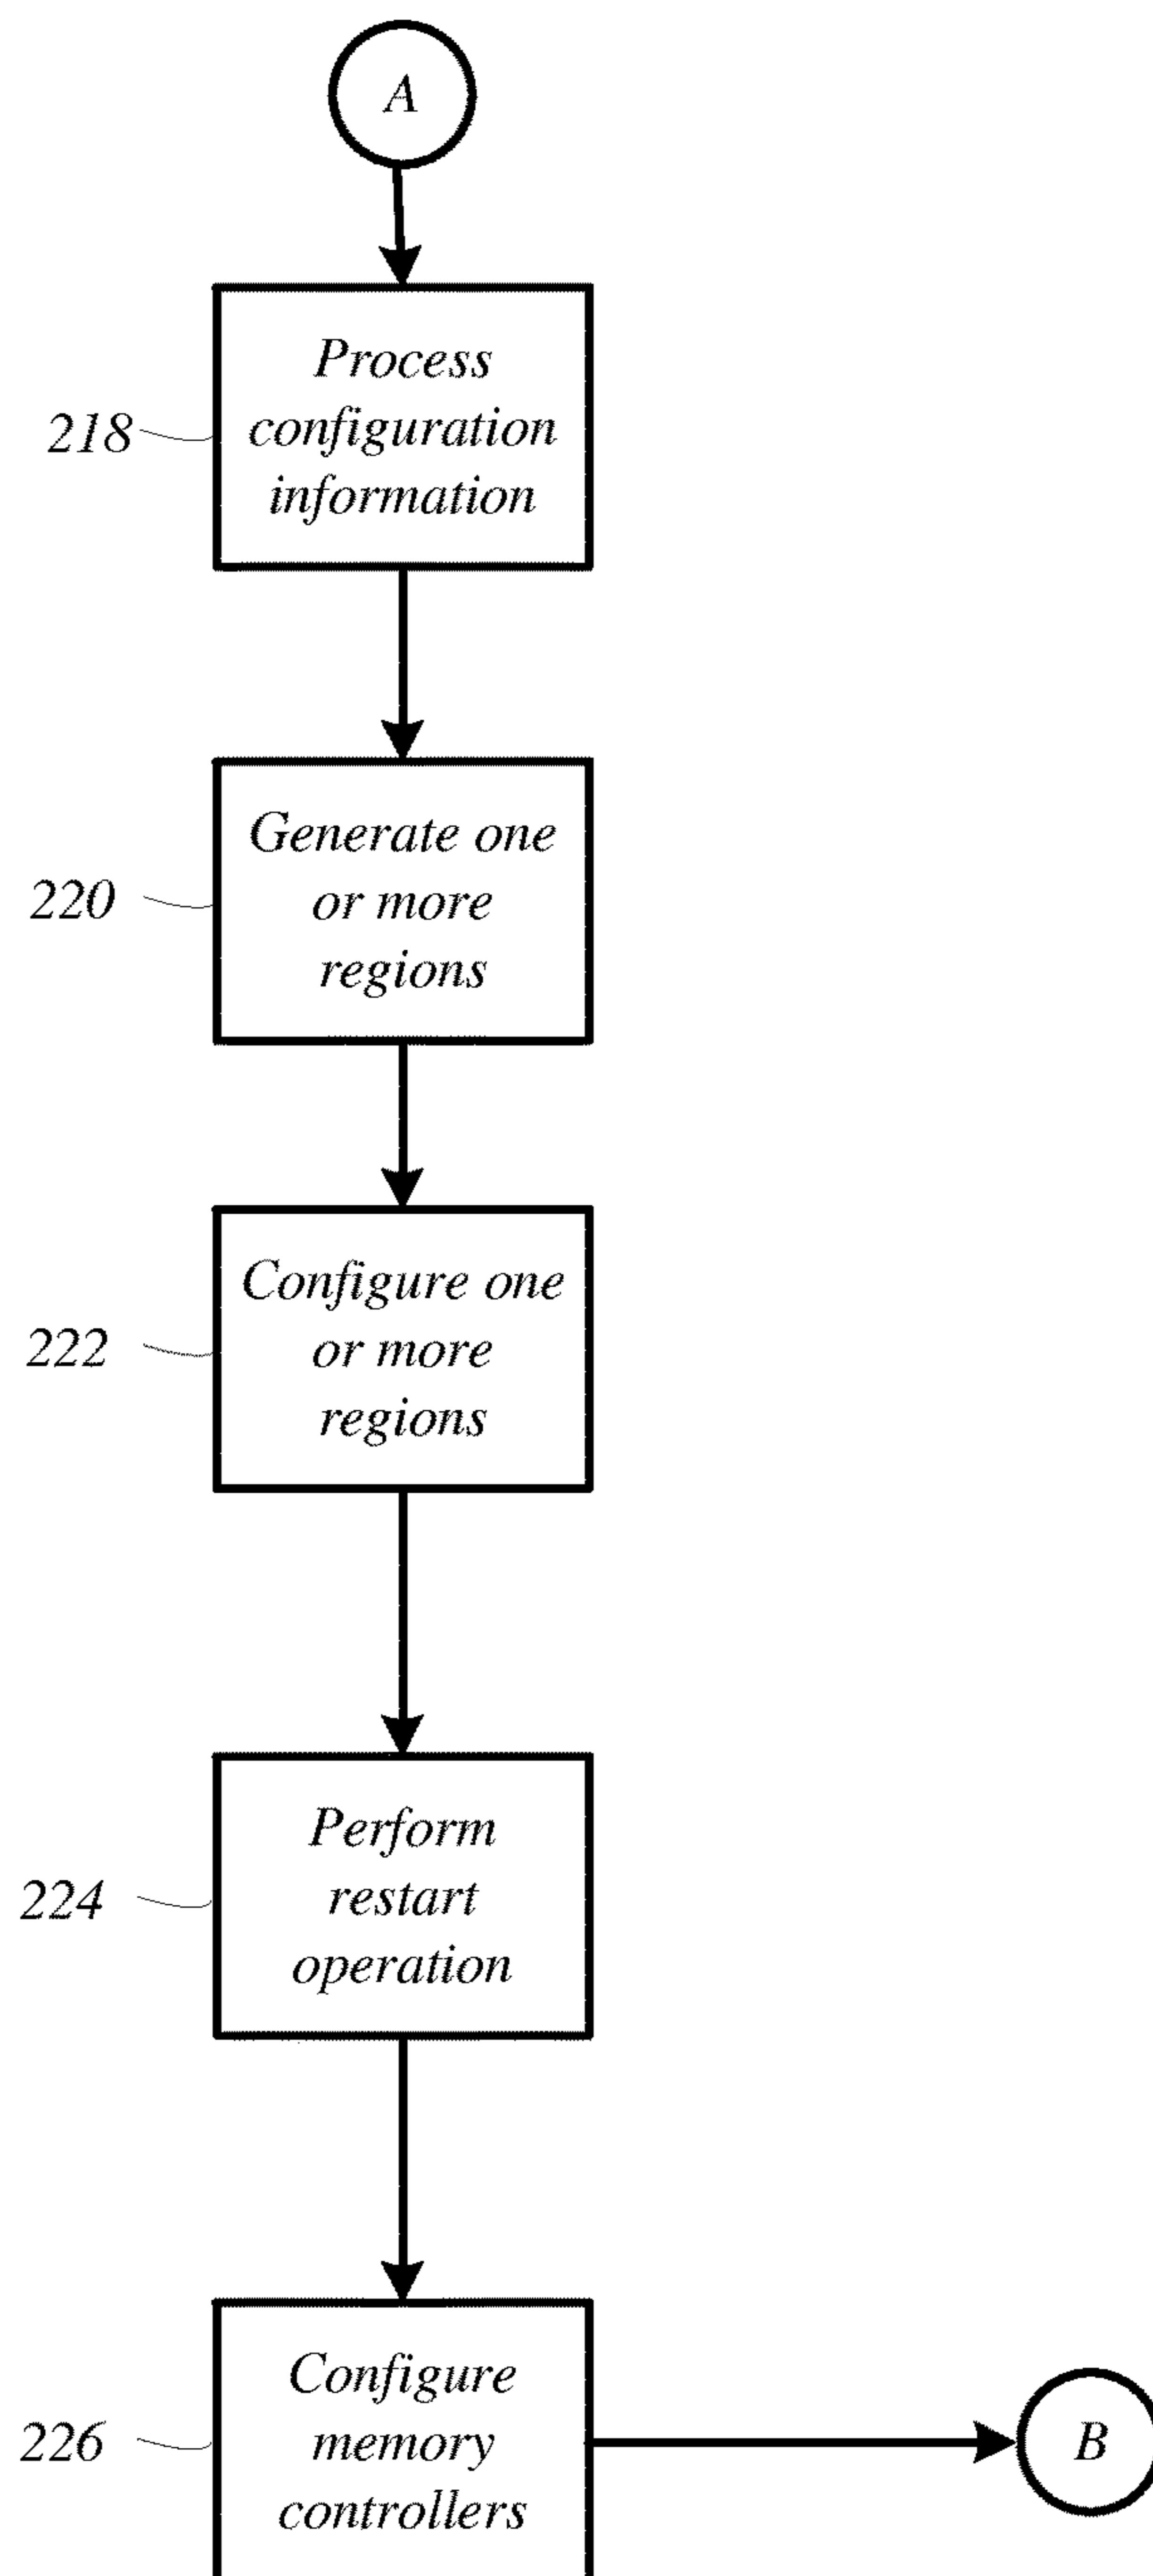 A
Process
configuration
information
218
Generate one
or more
regions
220
Configure one
or more
regions
222
Perform
restart
operation
224
Configure
memory
controllers
226
B